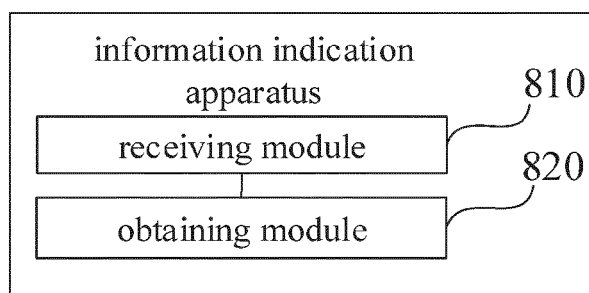 information indication
apparatus
810
receiving module
820
obtaining module